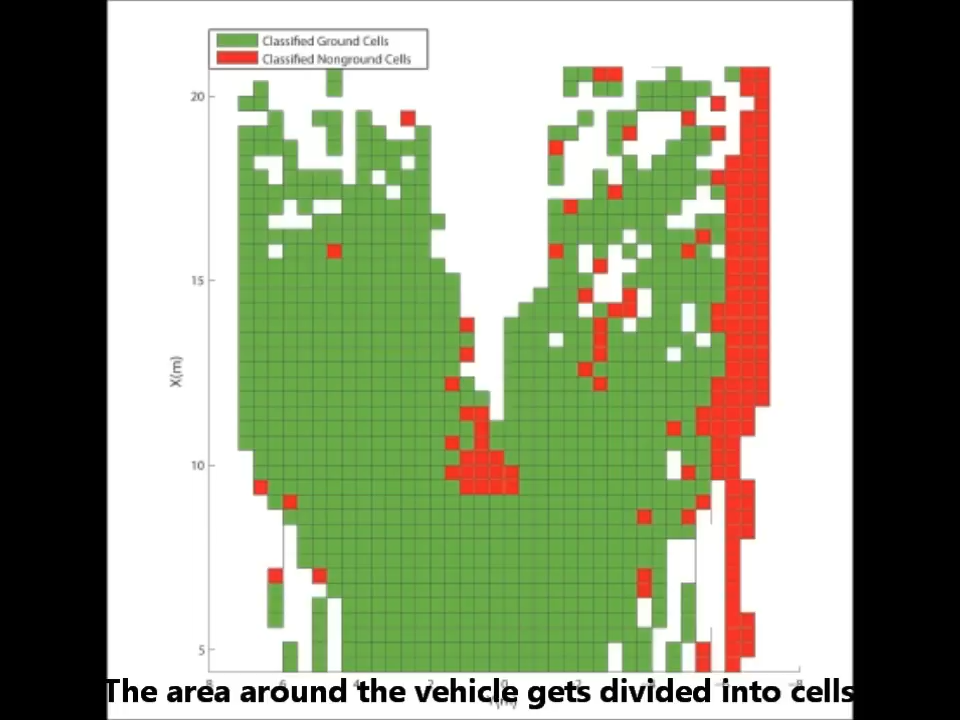 Classified Ground Cells
Classified Nonground Cells
20
15
X(m)
10
5
The area around the vehicle gets divided into cells
-8